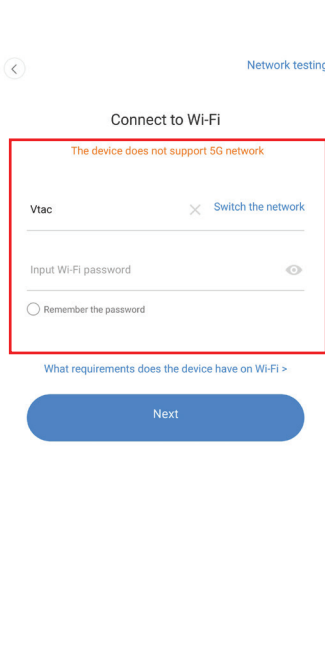 Network testing
Connect to Wi-Fi
The device does not support 5G network
Vtac
Switch the network
Input Wi-Fi password
Remember the password
What requirements does the device have on Wi-Fi >
Next